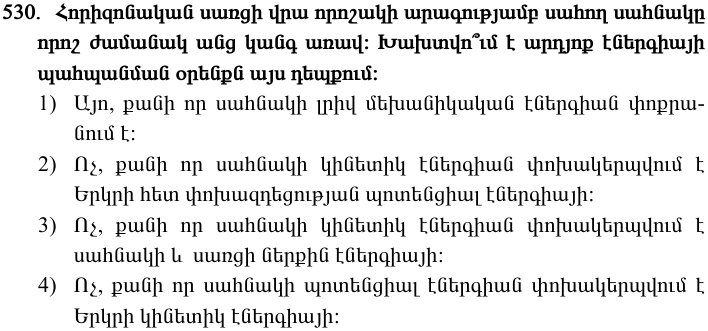 530. Հորիզոնական սառցի վրա որոշակի արագությամբ սահող սահնակը
որոշ ժամանակ անց կանգ առավ: Խախտվո՞ւմ է արդյոք էներգիայի
պահպանման օրենքն այս դեպքում:
1) Այո, քանի որ սահնակի լրիվ մեխանիկական էներգիան փոքրա-
նում է:
2) Ոչ, քանի որ սահնակի կինետիկ էներգիան փոխակերպվում է
Երկրի հետ փոխազդեցության պոտենցիալ էներգիայի:
3) Ոչ, քանի որ սահնակի կինետիկ էներգիան փոխակերպվում է
սահնակի և սառցի ներքին էներգիայի:
4) Ոչ, քանի որ սահնակի պոտենցիալ էներգիան փոխակերպվում է
Երկրի կինետիկ էներգիայի: